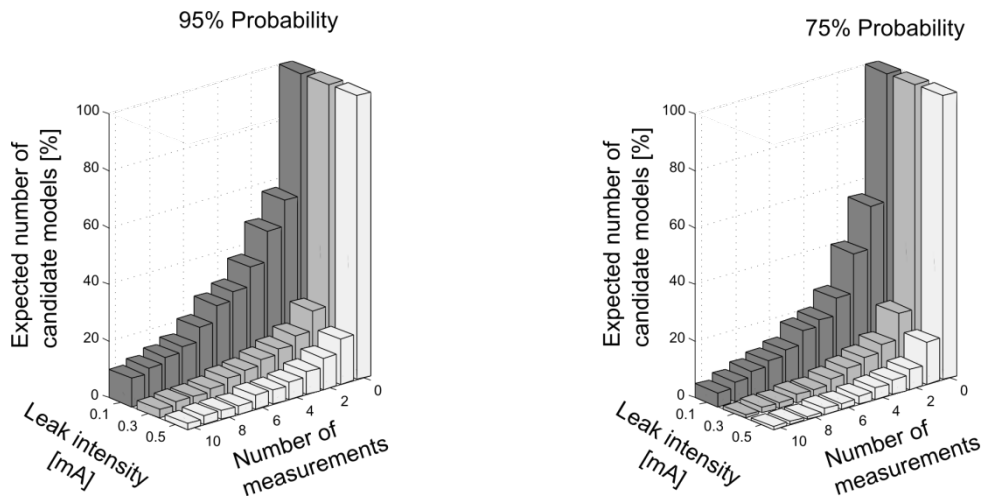 95% Probability
100
80
60
40
20
0
Expected number of
candidate models [%]
0.1
0.3
0.5
Leak intensity
[mA]
10
8
6
4
2
0
Number of
measurements
75% Probability
100
80
60
40
20
0
Expected number of
candidate models [%]
0.1
0.3
0.5
Leak intensity
[mA]
10
8
6
4
2
0
Number of
measurements